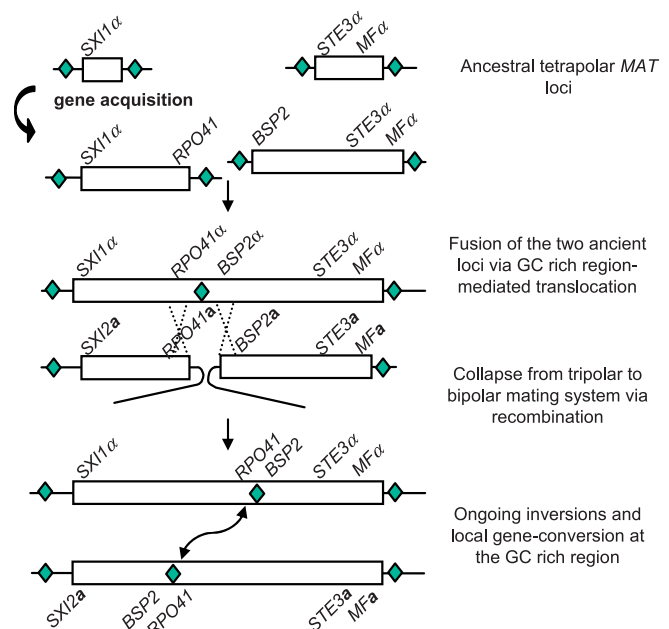 SXI1α
STE3α
MFα
Ancestral tetrapolar MAT
loci
gene acquisition
SXI1α
RPO41
BSP2
STE3α
MFα
SXI1α
RPO41α
BSP2α
STE3α
MFα
Fusion of the two ancient
loci via GC rich region-
mediated translocation
SXI2a
RPO41a
BSP2a
STE3a
MFa
Collapse from tripolar to
bipolar mating system via
recombination
SXI1α
RPO41
BSP2
STE3α
MFα
Ongoing inversions and
local gene-conversion at
the GC rich region
SXI2a
BSP2
RPO41
STE3a
MFa